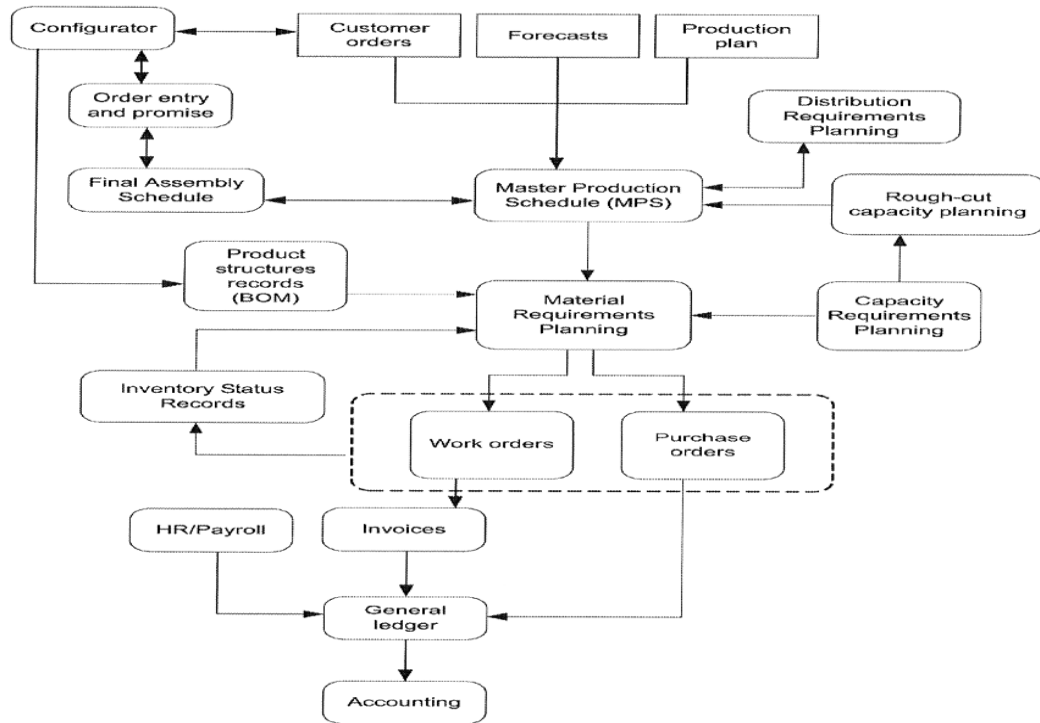 Configurator
Customer
orders
Forecasts
Production
plan
Order entry
and promise
Distribution
Requirements
Planning
Final Assembly
Schedule
Master Production
Schedule (MPS)
Rough-cut
capacity planning
Product
structures
records
(BOM)
Material
Requirements
Planning
Capacity
Requirements
Planning
Inventory Status
Records
Work orders
Purchase
orders
HR/Payroll
Invoices
General
ledger
Accounting